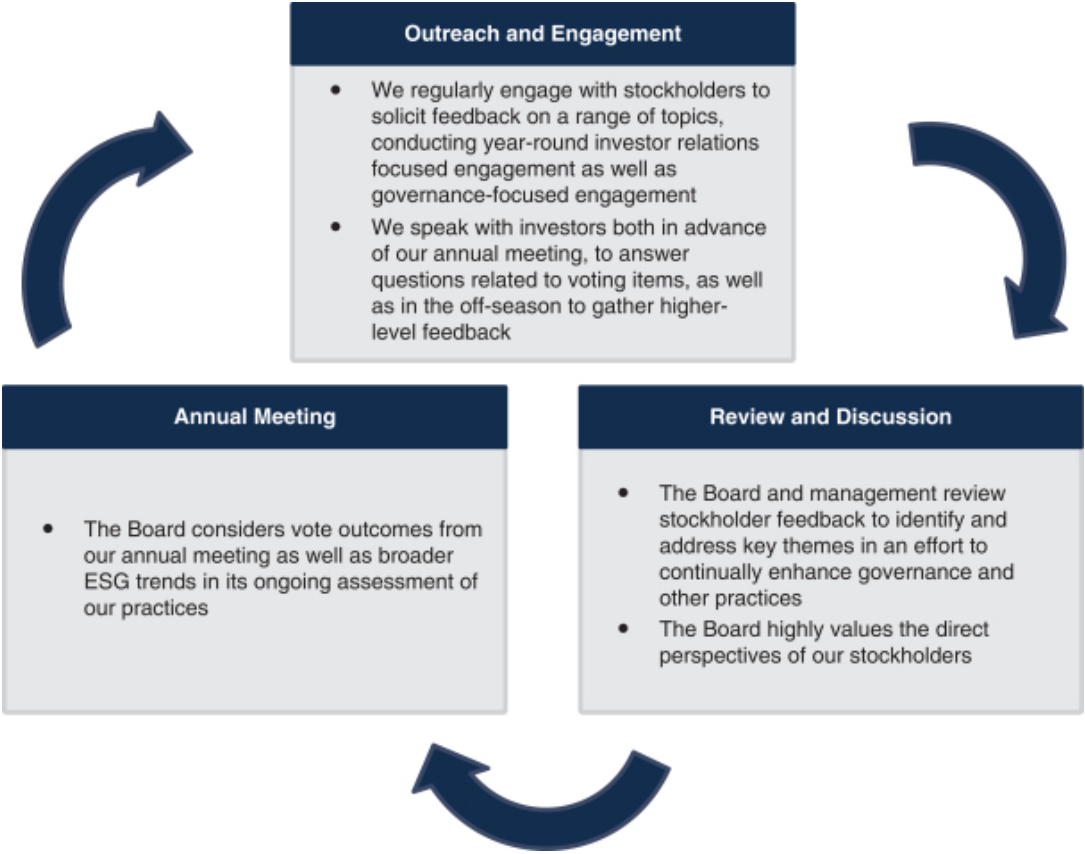 Outreach and Engagement
• We regularly engage with stockholders to
solicit feedback on a range of topics,
conducting year-round investor relations
focused engagement as well as
governance-focused engagement
• We speak with investors both in advance
of our annual meeting, to answer
questions related to voting items, as well
as in the off-season to gather higher-
level feedback
Annual Meeting
• The Board considers vote outcomes from
our annual meeting as well as broader
ESG trends in its ongoing assessment of
our practices
Review and Discussion
• The Board and management review
stockholder feedback to identify and
address key themes in an effort to
continually enhance governance and
other practices
• The Board highly values the direct
perspectives of our stockholders